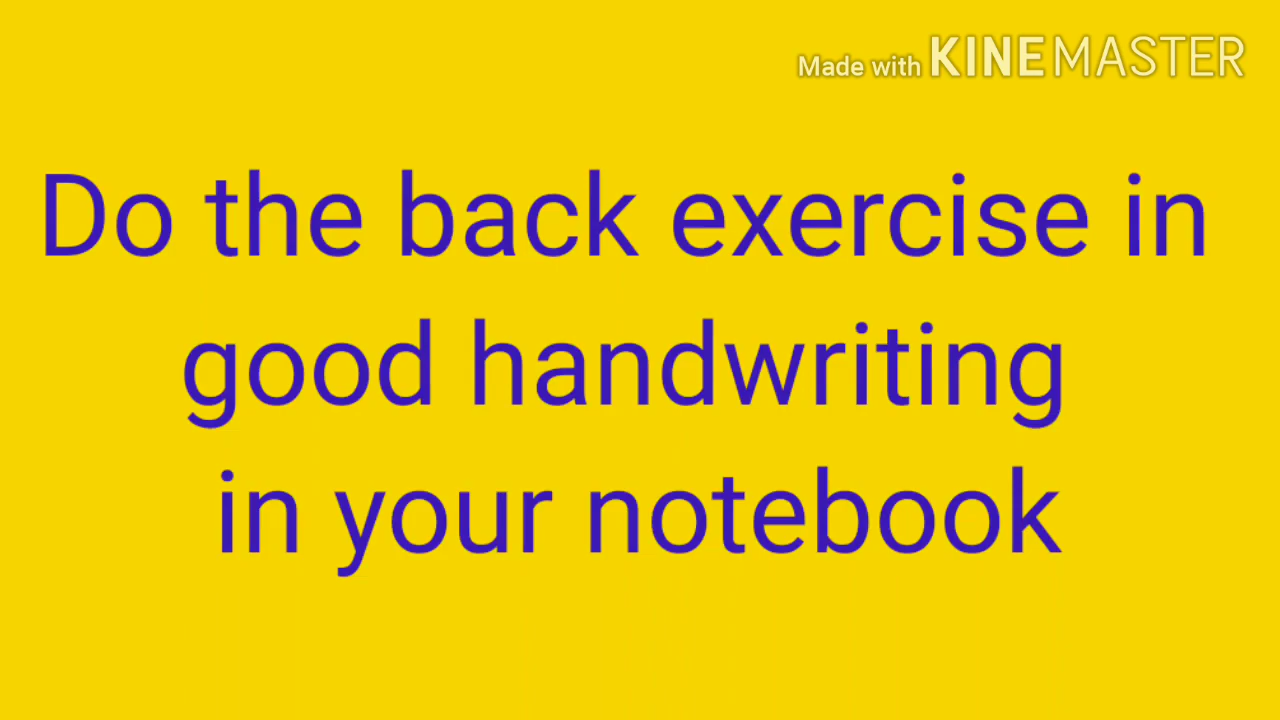 Made with KINEMASTER
Do the back exercise in
good handwriting
in your notebook